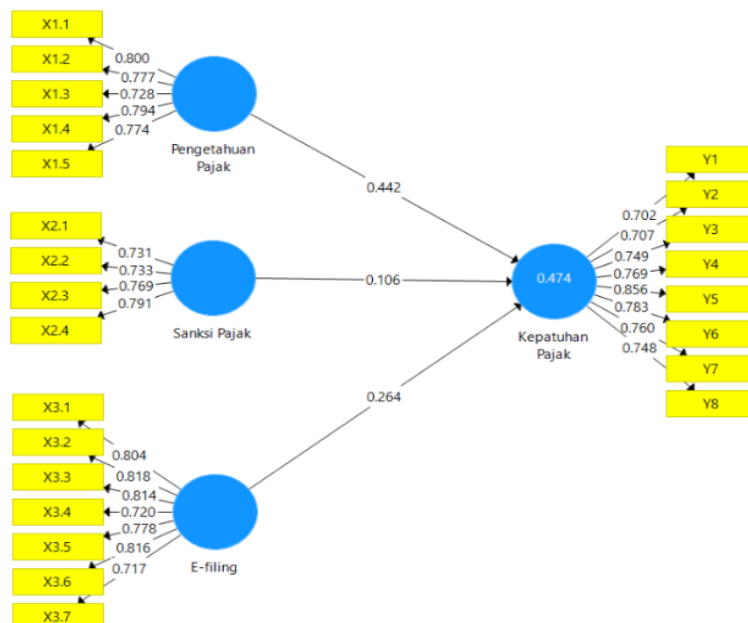 X1.1
X1.2
X1.3
X1.4
X1.5
0.800
0.777
0.728
0.794
0.774
Pengetahuan
Pajak
0.442
X2.1
X2.2
X2.3
X2.4
0.731
0.733
0.769
0.791
Sanksi Pajak
0.106
X3.1
X3.2
X3.3
X3.4
X3.5
X3.6
X3.7
0.804
0.818
0.814
0.720
0.778
0.816
0.717
E-filing
0.264
0.474
Kepatuhan
Pajak
0.702
0.707
0.749
0.769
0.856
0.783
0.760
0.748
Y1
Y2
Y3
Y4
Y5
Y6
Y7
Y8